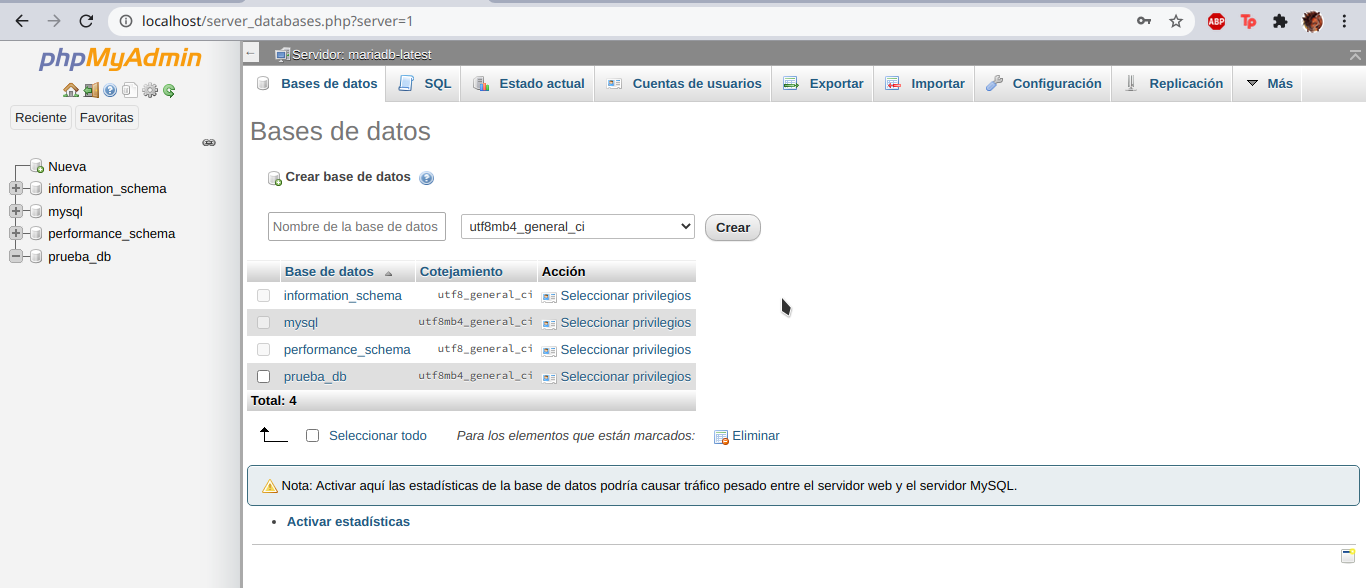 localhost/server_databases.php?server=1
ABP
Tp
phpMyAdmin
Reciente Favoritas
Nueva
information_schema
mysql
performance_schema
prueba_db
Servidor: mariadb-latest
Bases de datos SQL Estado actual Cuentas de usuarios Exportar Importar Configuración Replicación Más
Bases de datos
Crear base de datos
Nombre de la base de datos utf8mb4_general_ci Crear
Base de datos Cotejamiento Acción
information_schema utf8_general_ci Seleccionar privilegios
mysql utf8mb4_general_ci Seleccionar privilegios
performance_schema utf8_general_ci Seleccionar privilegios
prueba_db utf8mb4_general_ci Seleccionar privilegios
Total: 4
Seleccionar todo Para los elementos que están marcados: Eliminar
Nota: Activar aquí las estadísticas de la base de datos podría causar tráfico pesado entre el servidor web y el servidor MySQL.
Activar estadísticas